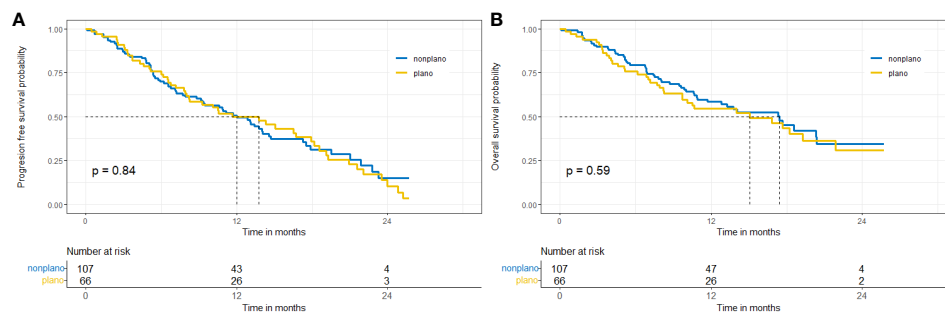 A
Progresion free survival probability
1.00
0.75
0.50
0.25
0.00
nonplano
plano
p = 0.84
0 12 24
Time in months
Number at risk
nonplano 107 43 4
plano 66 26 3
0 12 24
Time in months
B
Overall survival probability
1.00
0.75
0.50
0.25
0.00
nonplano
plano
p = 0.59
0 12 24
Time in months
Number at risk
nonplano 107 47 4
plano 66 26 2
0 12 24
Time in months